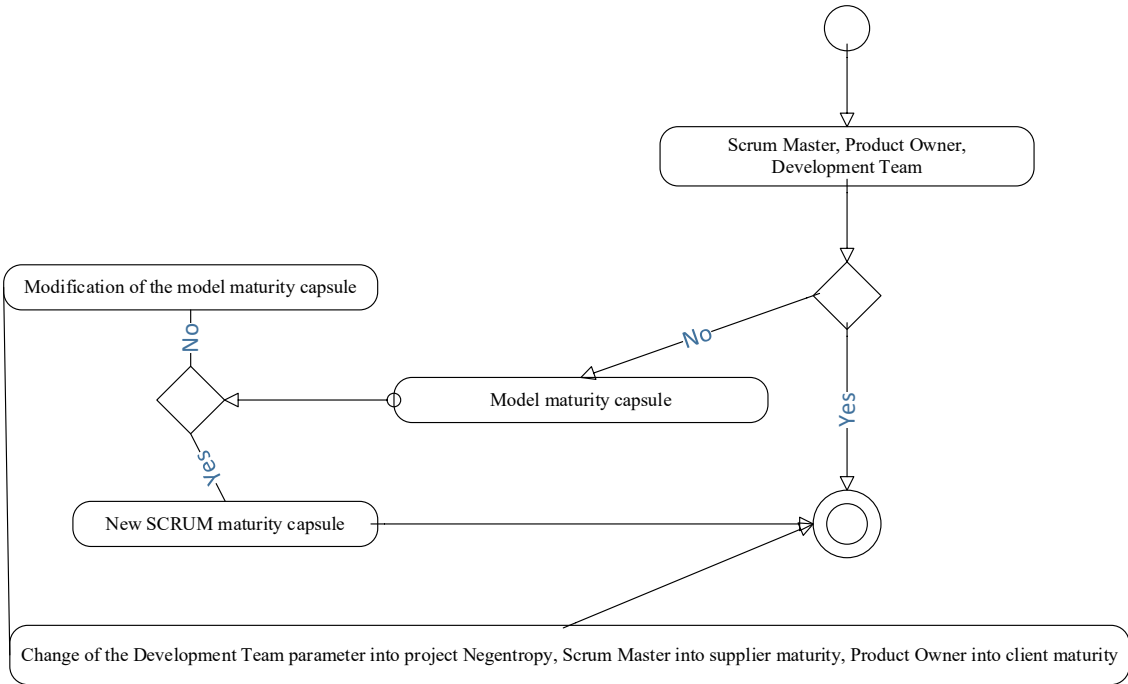 Scrum Master, Product Owner,
Development Team
Modification of the model maturity capsule
No
No
Model maturity capsule
Yes
Yes
New SCRUM maturity capsule
Change of the Development Team parameter into project Negentropy, Scrum Master into supplier maturity, Product Owner into client maturity